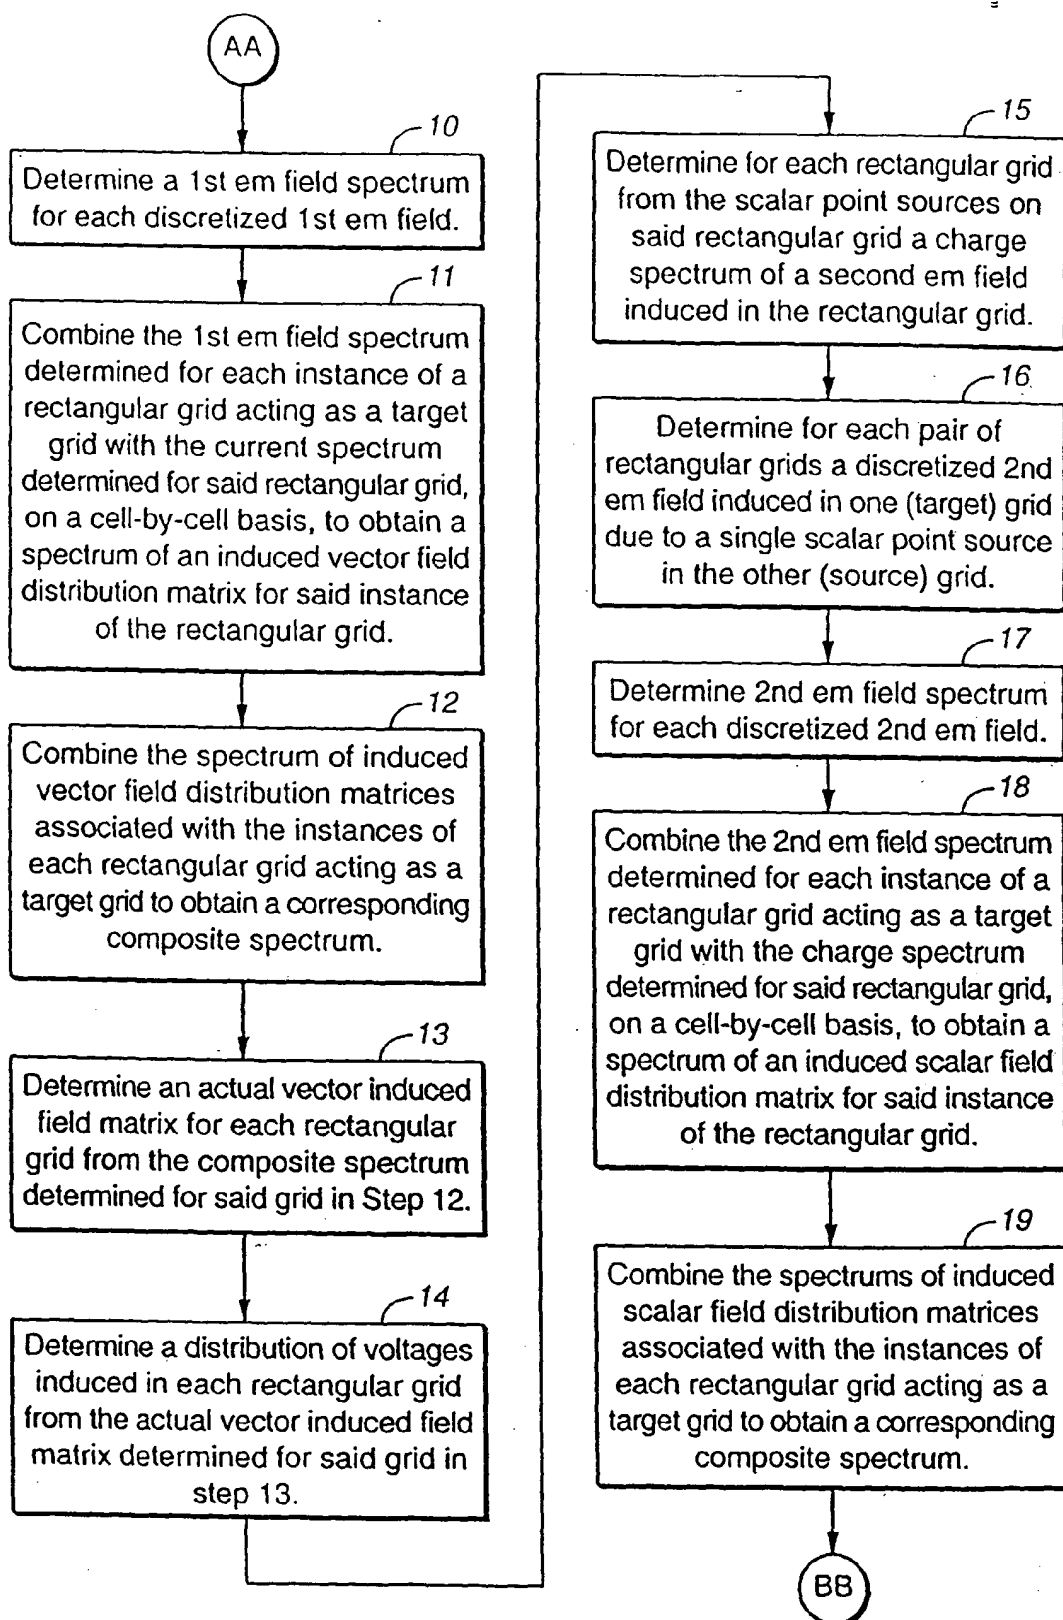 AA
10
Determine a 1st em field spectrum
for each discretized 1st em field.
11
Combine the 1st em field spectrum
determined for each instance of a
rectangular grid acting as a target
grid with the current spectrum
determined for said rectangular grid,
on a cell-by-cell basis, to obtain a
spectrum of an induced vector field
distribution matrix for said instance
of the rectangular grid.
12
Combine the spectrum of induced
vector field distribution matrices
associated with the instances of
each rectangular grid acting as a
target grid to obtain a corresponding
composite spectrum.
13
Determine an actual vector induced
field matrix for each rectangular
grid from the composite spectrum
determined for said grid in Step 12.
14
Determine a distribution of voltages
induced in each rectangular grid
from the actual vector induced field
matrix determined for said grid in
step 13.
15
Determine for each rectangular grid
from the scalar point sources on
said rectangular grid a charge
spectrum of a second em field
induced in the rectangular grid.
16
Determine for each pair of
rectangular grids a discretized 2nd
em field induced in one (target) grid
due to a single scalar point source
in the other (source) grid.
17
Determine 2nd em field spectrum
for each discretized 2nd em field.
18
Combine the 2nd em field spectrum
determined for each instance of a
rectangular grid acting as a target
grid with the charge spectrum
determined for said rectangular grid,
on a cell-by-cell basis, to obtain a
spectrum of an induced scalar field
distribution matrix for said instance
of the rectangular grid.
19
Combine the spectrums of induced
scalar field distribution matrices
associated with the instances of
each rectangular grid acting as a
target grid to obtain a corresponding
composite spectrum.
BB